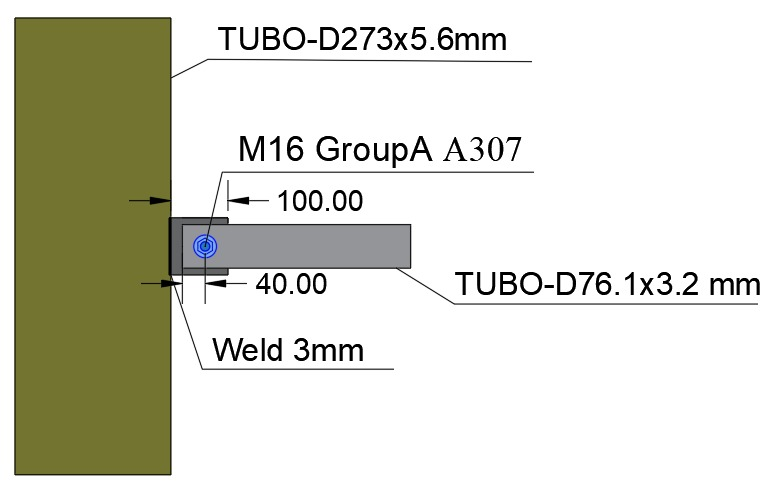 TUBO-D273x5.6mm
M16 GroupA A307
100.00
40.00
TUBO-D76.1x3.2 mm
Weld 3mm